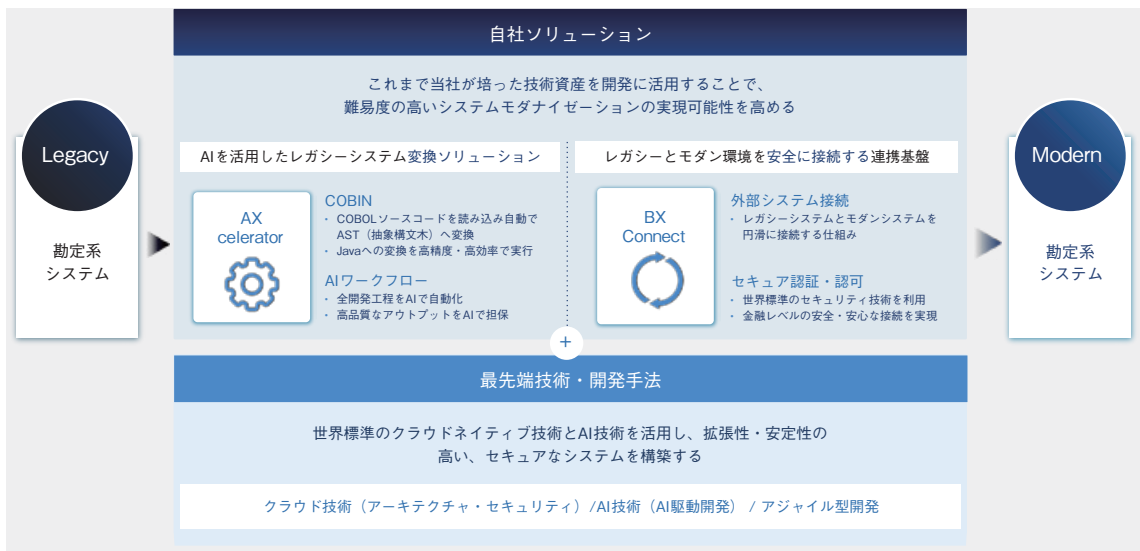 自社ソリューション
これまで当社が培った技術資産を開発に活用することで、
難易度の高いシステムモダナイゼーションの実現可能性を高める
Legacy
勘定系
システム
AIを活用したレガシーシステム変換ソリューション
AX
celerator
COBIN
・ COBOLソースコードを読み込み自動で
AST（抽象構文木）へ変換
・ Javaへの変換を高精度・高効率で実行
AIワークフロー
・ 全開発工程をAIで自動化
・ 高品質なアウトプットをAIで担保
レガシーとモダン環境を安全に接続する連携基盤
BX
Connect
外部システム接続
・ レガシーシステムとモダンシステムを
円滑に接続する仕組み
セキュア認証・認可
・ 世界標準のセキュリティ技術を利用
・ 金融レベルの安全・安心な接続を実現
Modern
勘定系
システム
+
最先端技術・開発手法
世界標準のクラウドネイティブ技術とAI技術を活用し、拡張性・安定性の
高い、セキュアなシステムを構築する
クラウド技術（アーキテクチャ・セキュリティ）/AI技術（AI駆動開発） / アジャイル型開発